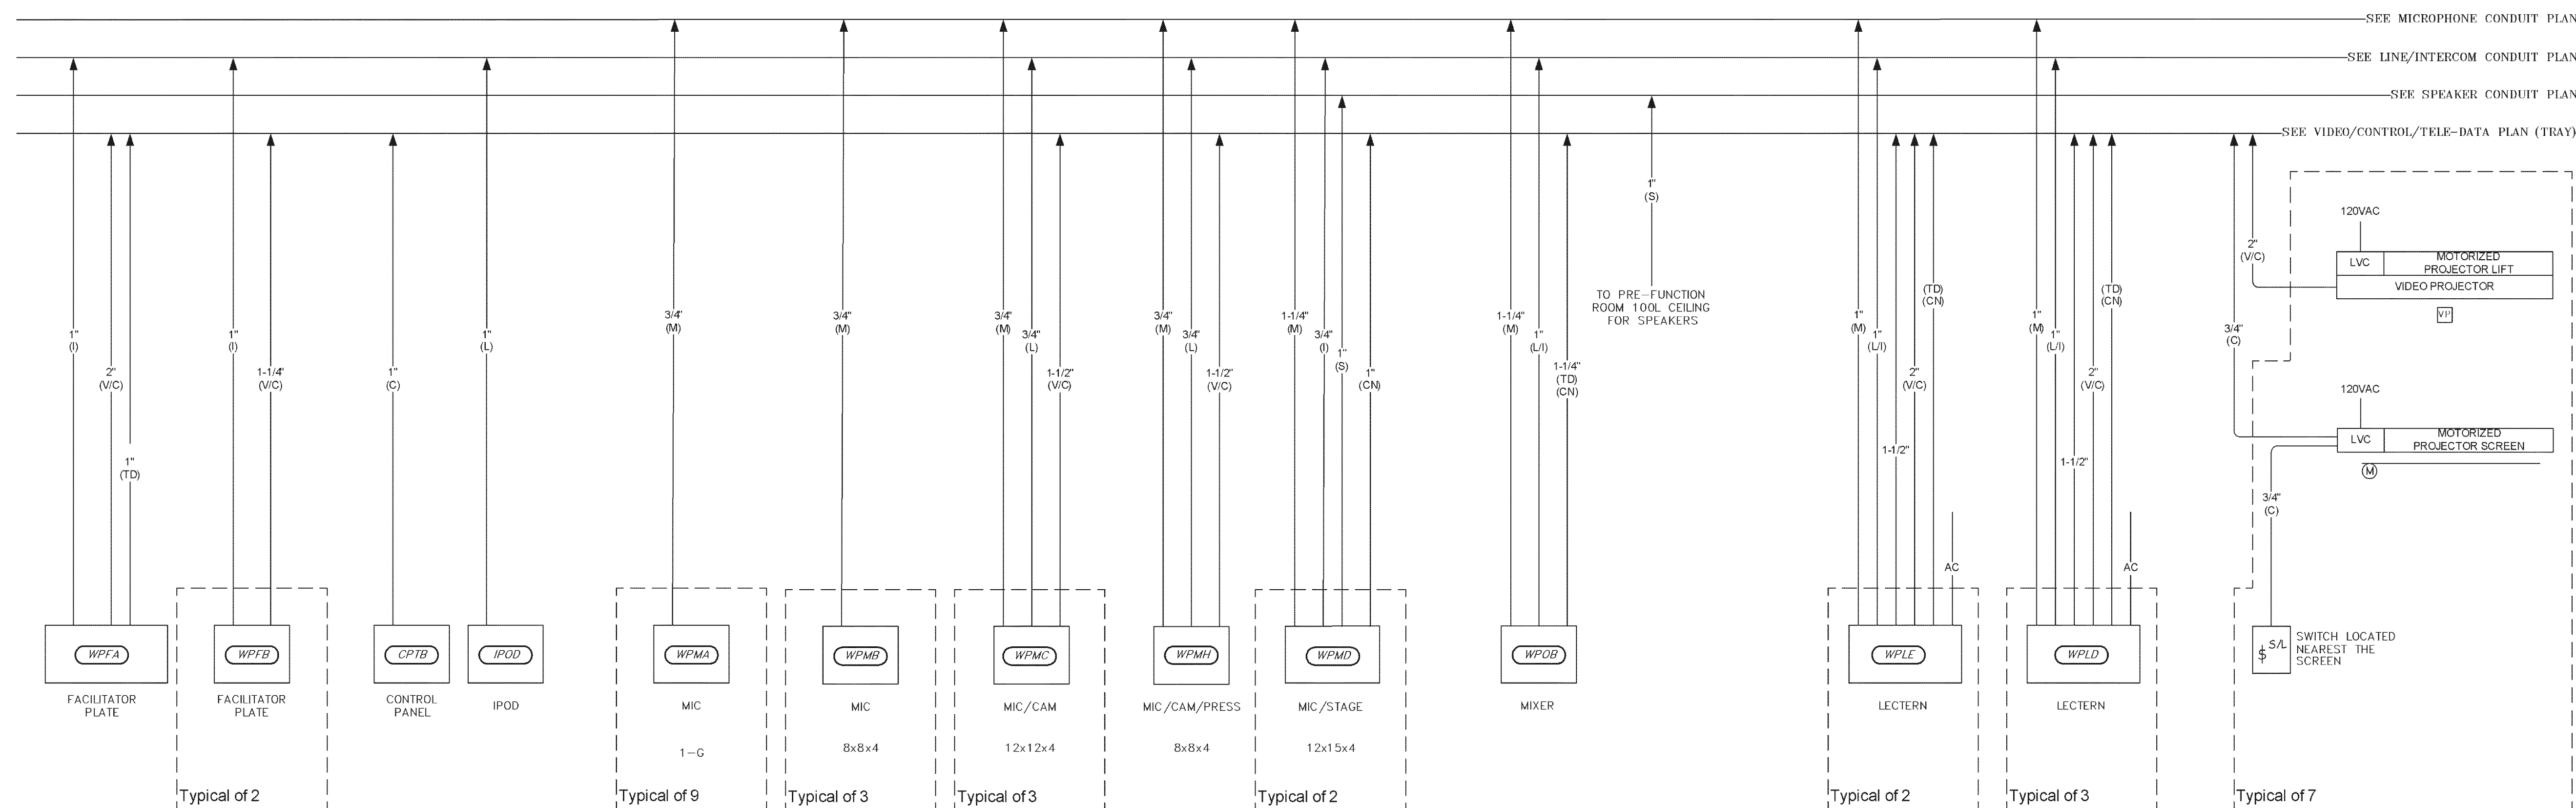 SEE MICROPHONE CONDUIT PLAN
SEE LINE/INTERCOM CONDUIT PLAN
SEE SPEAKER CONDUIT PLAN
SEE VIDEO/CONTROL/TELE-DATA PLAN (TRAY)
1"
(I)
2"
(V/C)
1"
(TD)
WPFA
FACILITATOR
PLATE
1"
(I)
1-1/4"
(V/C)
WPFB
FACILITATOR
PLATE
Typical of 2
1"
(C)
CPTB
CONTROL
PANEL
1"
(L)
IPOD
IPOD
3/4"
(M)
WPMA
MIC
1-G
Typical of 9
3/4"
(M)
WPMB
MIC
8x8x4
Typical of 3
3/4"
(M)
3/4"
(L)
1-1/2"
(V/C)
WPMC
MIC/CAM
12x12x4
Typical of 3
3/4"
(M)
3/4"
(L)
1-1/2"
(V/C)
WPMH
MIC/CAM/PRESS
8x8x4
1-1/4"
(M)
3/4"
(I)
1"
(S)
1"
(CN)
WPMD
MIC/STAGE
12x15x4
Typical of 2
1-1/4"
(M)
1"
(L/I)
1-1/4"
(TD)
(CN)
WPOB
MIXER
1"
(S)
TO PRE-FUNCTION
ROOM 100L CEILING
FOR SPEAKERS
1"
(M)
1"
(L/I)
1-1/2"
2"
(V/C)
(TD)
(CN)
AC
WPLE
LECTERN
Typical of 2
1"
(M)
1"
(L/I)
1-1/2"
2"
(V/C)
(TD)
(CN)
AC
WPLD
LECTERN
Typical of 3
3/4"
(C)
2"
(V/C)
120VAC
LVC
MOTORIZED
PROJECTOR LIFT
VIDEO PROJECTOR
VP
120VAC
LVC
MOTORIZED
PROJECTOR SCREEN
M
3/4"
(C)
$ S/L
SWITCH LOCATED
NEAREST THE
SCREEN
Typical of 7